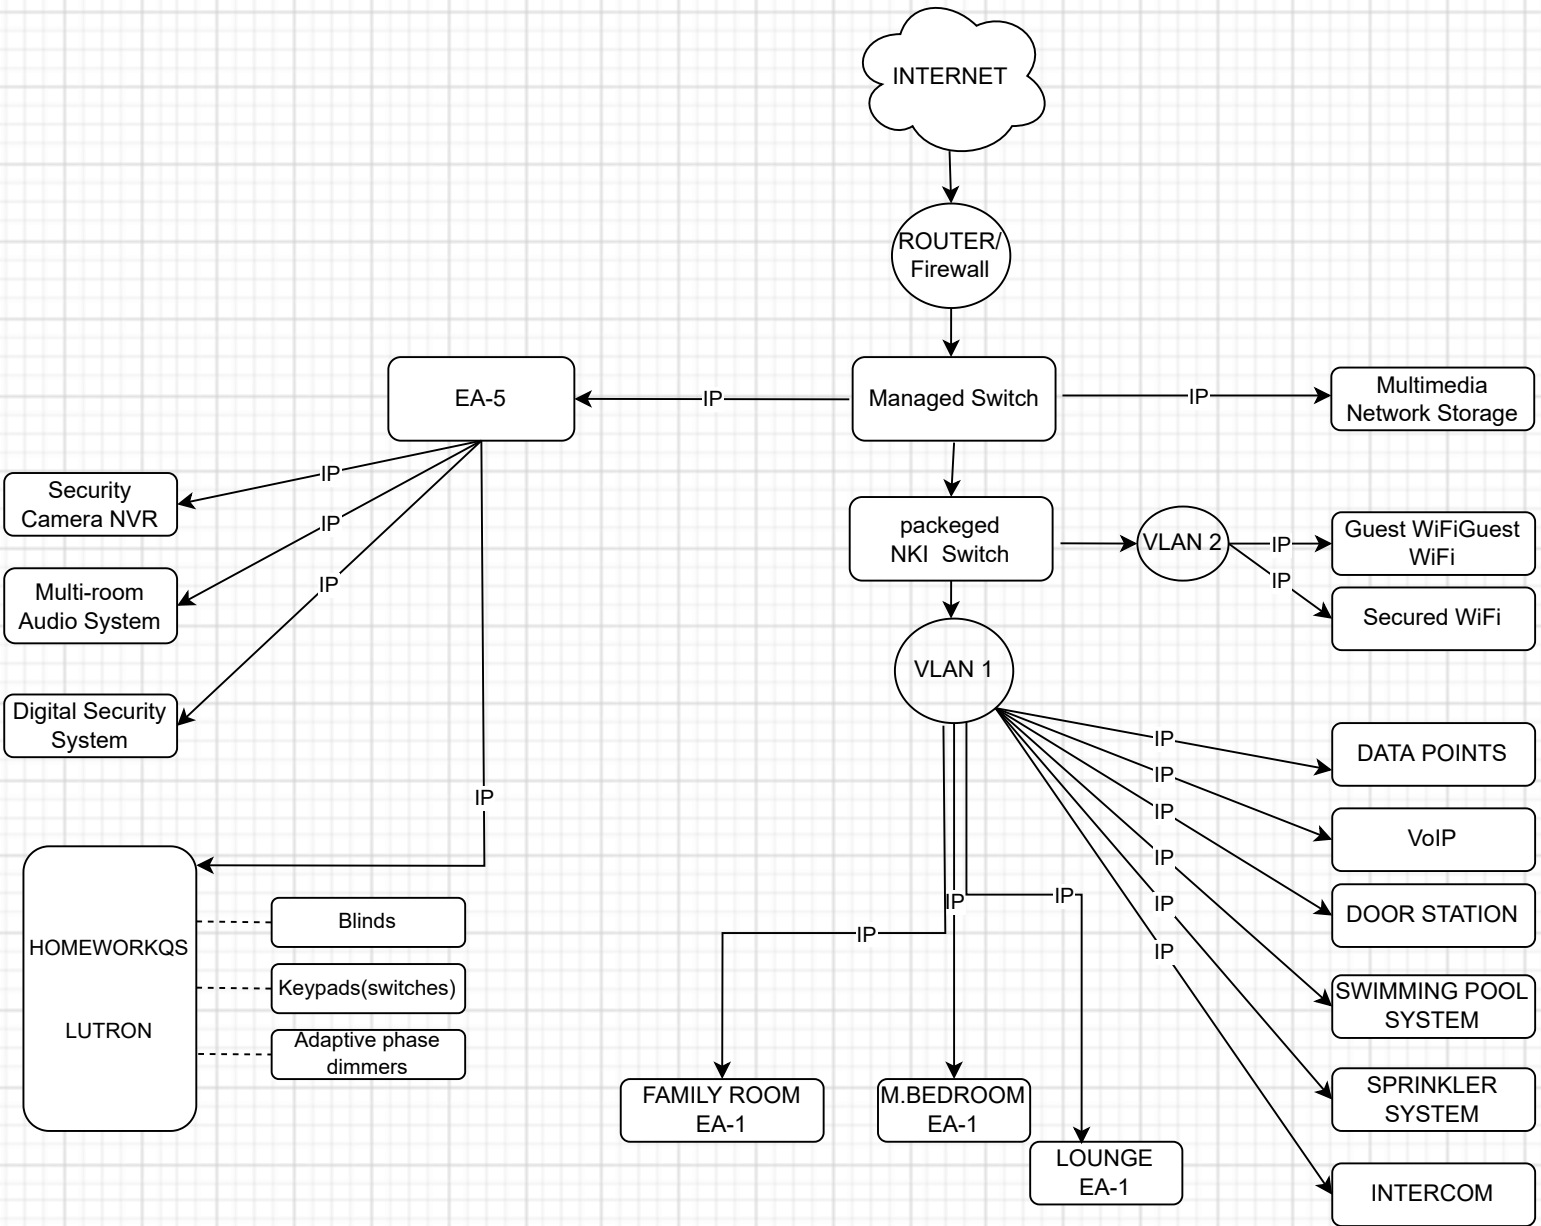 INTERNET
ROUTER/
Firewall
EA-5
IP
Managed Switch
IP
Multimedia
Network Storage
Security
Camera NVR
IP
IP
IP
Multi-room
Audio System
Digital Security
System
IP
packeged
NKI  Switch
VLAN 2
IP
IP
Guest WiFiGuest
WiFi
Secured WiFi
VLAN 1
IP
IP
IP
IP
IP
IP
DATA POINTS
VoIP
DOOR STATION
SWIMMING POOL
SYSTEM
SPRINKLER
SYSTEM
INTERCOM
HOMEWORKQS
LUTRON
Blinds
Keypads(switches)
Adaptive phase
dimmers
IP
IP
IP
FAMILY ROOM
EA-1
M.BEDROOM
EA-1
LOUNGE
EA-1